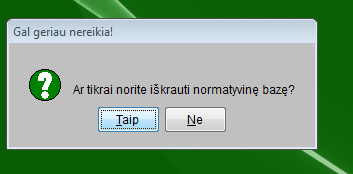 Gal geriau nereikia!
Ar tikrai norite iškrauti normatyvinę bazę?
Taip
Ne